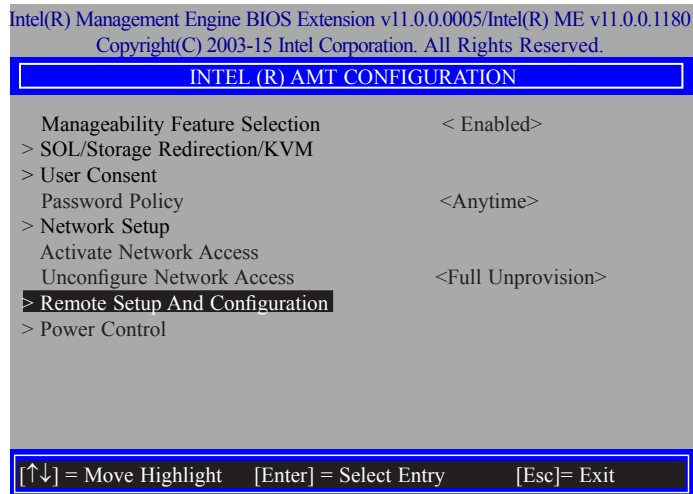 Intel(R) Management Engine BIOS Extension v11.0.0.0005/Intel(R) ME v11.0.0.1180
Copyright(C) 2003-15 Intel Corporation. All Rights Reserved.
INTEL (R) AMT CONFIGURATION
Manageability Feature Selection < Enabled>
> SOL/Storage Redirection/KVM
> User Consent
Password Policy <Anytime>
> Network Setup
Activate Network Access
Unconfigure Network Access <Full Unprovision>
> Remote Setup And Configuration
> Power Control
[↑↓] = Move Highlight [Enter] = Select Entry [Esc]= Exit